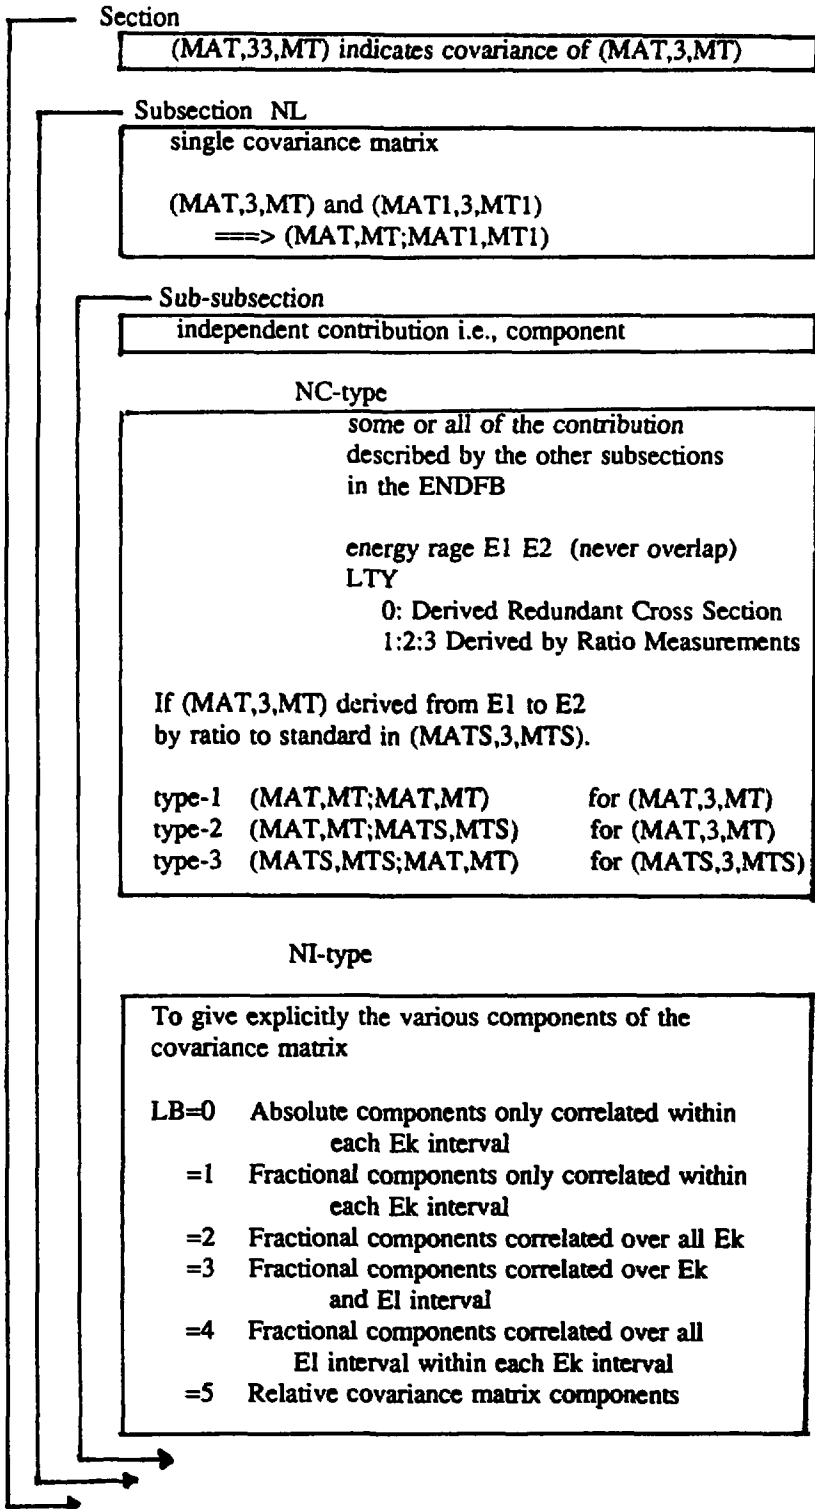 Section
(MAT,33,MT) indicates covariance of (MAT,3,MT)
Subsection NL
single covariance matrix
(MAT,3,MT) and (MAT1,3,MT1)
===> (MAT,MT;MAT1,MT1)
Sub-subsection
independent contribution i.e., component
NC-type
some or all of the contribution
described by the other subsections
in the ENDFB
energy rage E1 E2 (never overlap)
LTY
0: Derived Redundant Cross Section
1:2:3 Derived by Ratio Measurements
If (MAT,3,MT) derived from E1 to E2
by ratio to standard in (MATS,3,MTS).
type-1 (MAT,MT;MAT,MT) for (MAT,3,MT)
type-2 (MAT,MT;MATS,MTS) for (MAT,3,MT)
type-3 (MATS,MTS;MAT,MT) for (MATS,3,MTS)
NI-type
To give explicitly the various components of the
covariance matrix
LB=0 Absolute components only correlated within
each Ek interval
=1 Fractional components only correlated within
each Ek interval
=2 Fractional components correlated over all Ek
=3 Fractional components correlated over Ek
and El interval
=4 Fractional components correlated over all
El interval within each Ek interval
=5 Relative covariance matrix components